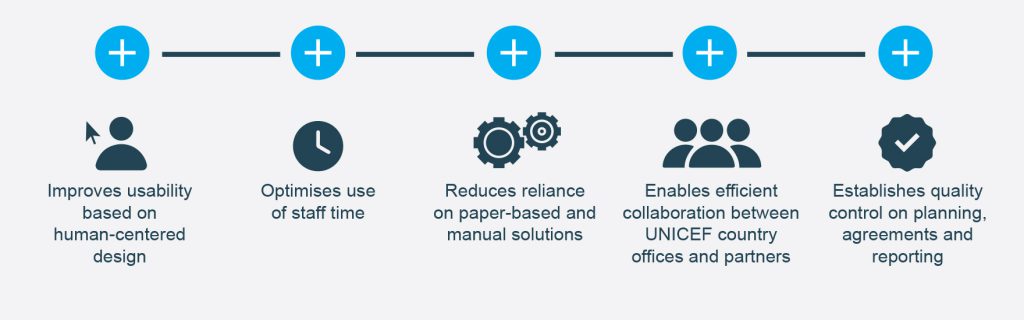 Improves usability
based on
human-centered
design
Optimises use
of staff time
Reduces reliance
on paper-based and
manual solutions
Enables efficient
collaboration between
UNICEF country
offices and partners
Establishes quality
control on planning,
agreements and
reporting